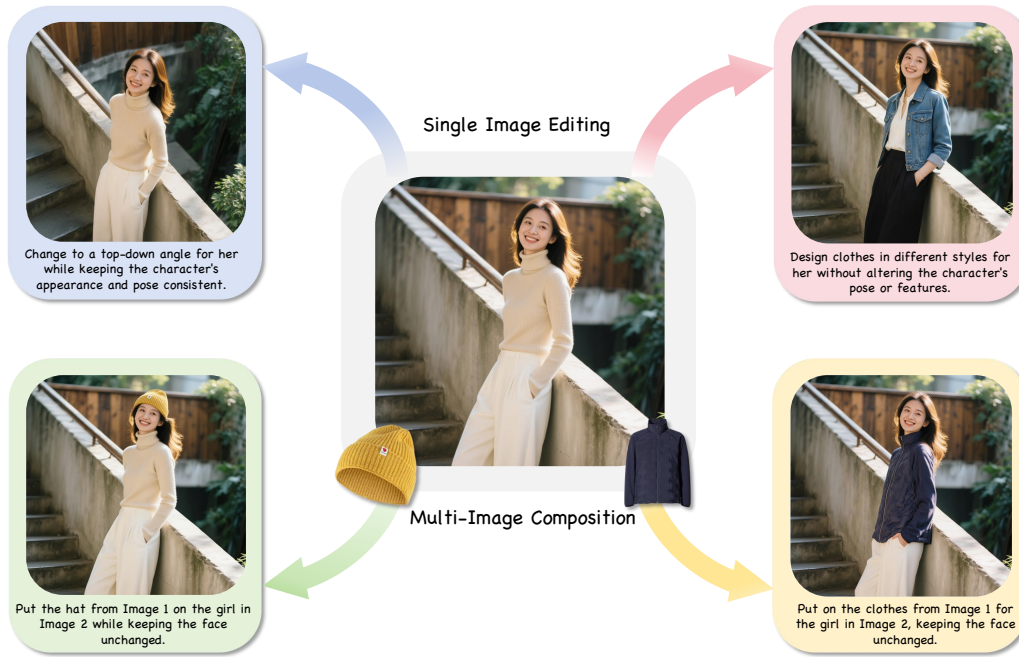 Single Image Editing
Change to a top-down angle for her
while keeping the character's
appearance and pose consistent.
Design clothes in different styles for
her without altering the character's
pose or features.
Multi-Image Composition
Put the hat from Image 1 on the girl in
Image 2 while keeping the face
unchanged.
Put on the clothes from Image 1 for
the girl in Image 2, keeping the face
unchanged.